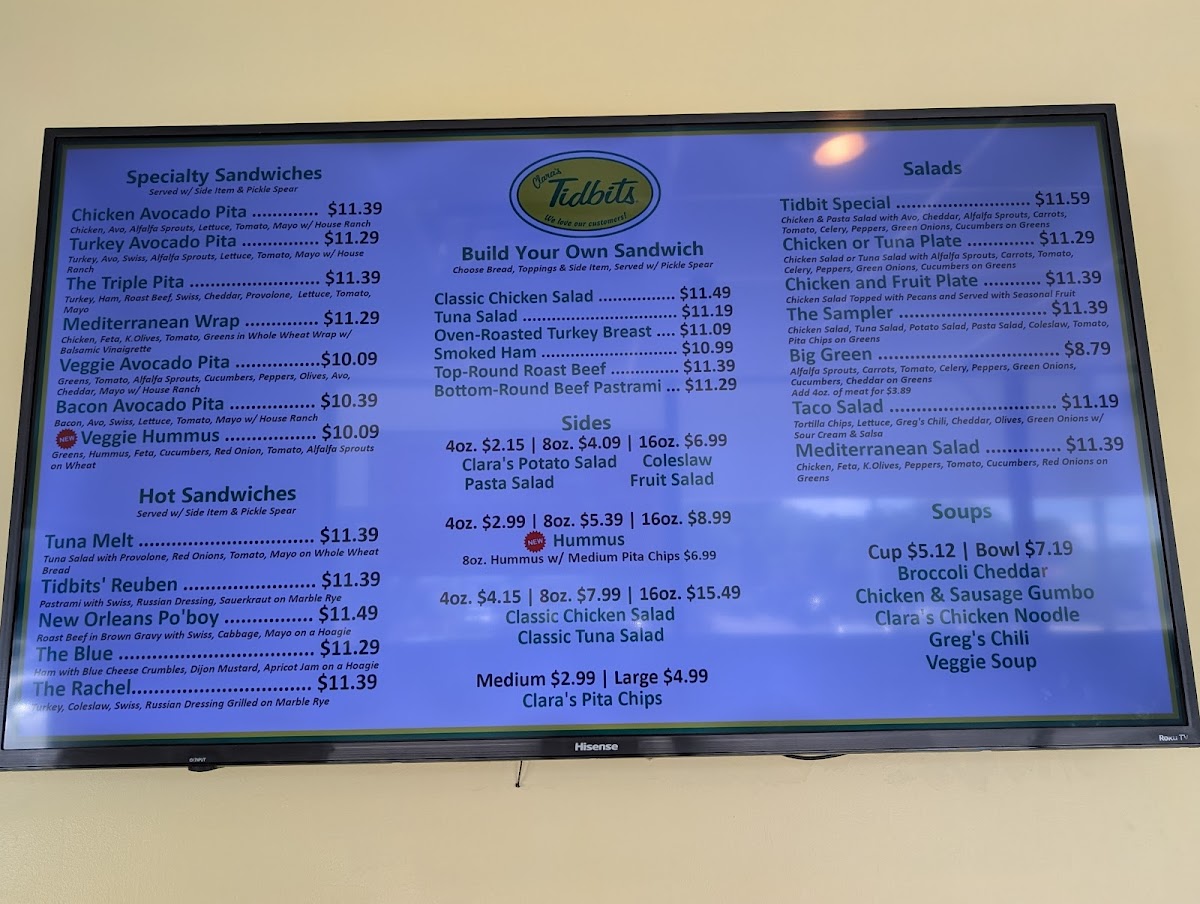 Specialty Sandwiches
Served w/ Side Item & Pickle Spear
Chicken Avocado Pita ............ $11.39
Chicken, Avo, Alfalfa Sprouts, Lettuce, Tomato, Mayo w/ House Ranch
Turkey Avocado Pita .............. $11.29
Turkey, Avo, Swiss, Alfalfa Sprouts, Lettuce, Tomato, Mayo w/ House
Ranch
The Triple Pita ........................ $11.39
Turkey, Ham, Roast Beef, Swiss, Cheddar, Provolone, Lettuce, Tomato,
Mayo
Mediterranean Wrap ............. $11.29
Chicken, Feta, K.Olives, Tomato, Greens in Whole Wheat Wrap w/
Balsamic Vinaigrette
Veggie Avocado Pita ...............$10.09
Greens, Tomato, Alfalfa Sprouts, Cucumbers, Peppers, Olives, Avo,
Cheddar, Mayo w/ House Ranch
Bacon Avocado Pita ............... $10.39
Bacon, Avo, Swiss, Lettuce, Tomato, Mayo w/ House Ranch
NEW Veggie Hummus ................ $10.09
Greens, Hummus, Feta, Cucumbers, Red Onion, Tomato, Alfalfa Sprouts
on Wheat
Hot Sandwiches
Served w/ Side Item & Pickle Spear
Tuna Melt ................................ $11.39
Tuna Salad with Provolone, Red Onions, Tomato, Mayo on Whole Wheat
Bread
Tidbits' Reuben ....................... $11.39
Pastrami with Swiss, Russian Dressing, Sauerkraut on Marble Rye
New Orleans Po'boy ................ $11.49
Roast Beef in Brown Gravy with Swiss, Cabbage, Mayo on a Hoagie
The Blue .................................. $11.29
Ham with Blue Cheese Crumbles, Dijon Mustard, Apricot Jam on a Hoagie
The Rachel............................... $11.39
Turkey, Coleslaw, Swiss, Russian Dressing Grilled on Marble Rye
Clara's
Tidbits
We love our customers!
Build Your Own Sandwich
Choose Bread, Toppings & Side Item, Served w/ Pickle Spear
Classic Chicken Salad ................ $11.49
Tuna Salad ................................ $11.19
Oven-Roasted Turkey Breast .... $11.09
Smoked Ham ............................ $10.99
Top-Round Roast Beef .............. $11.39
Bottom-Round Beef Pastrami ... $11.29
Sides
4oz. $2.15 | 8oz. $4.09 | 16oz. $6.99
Clara's Potato Salad Coleslaw
Pasta Salad Fruit Salad
4oz. $2.99 | 8oz. $5.39 | 16oz. $8.99
NEW Hummus
8oz. Hummus w/ Medium Pita Chips $6.99
4oz. $4.15 | 8oz. $7.99 | 16oz. $15.49
Classic Chicken Salad
Classic Tuna Salad
Medium $2.99 | Large $4.99
Clara's Pita Chips
Salads
Tidbit Special ........................ $11.59
Chicken & Pasta Salad with Avo, Cheddar, Alfalfa Sprouts, Carrots,
Tomato, Celery, Peppers, Green Onions, Cucumbers on Greens
Chicken or Tuna Plate ............ $11.29
Chicken Salad or Tuna Salad with Alfalfa Sprouts, Carrots, Tomato,
Celery, Peppers, Green Onions, Cucumbers on Greens
Chicken and Fruit Plate ........... $11.39
Chicken Salad Topped with Pecans and Served with Seasonal Fruit
The Sampler ........................... $11.39
Chicken Salad, Tuna Salad, Potato Salad, Pasta Salad, Coleslaw, Tomato,
Pita Chips on Greens
Big Green ................................ $8.79
Alfalfa Sprouts, Carrots, Tomato, Celery, Peppers, Green Onions,
Cucumbers, Cheddar on Greens
Add 4oz. of meat for $3.89
Taco Salad ............................... $11.19
Tortilla Chips, Lettuce, Greg's Chili, Cheddar, Olives, Green Onions w/
Sour Cream & Salsa
Mediterranean Salad .............. $11.39
Chicken, Feta, K.Olives, Peppers, Tomato, Cucumbers, Red Onions on
Greens
Soups
Cup $5.12 | Bowl $7.19
Broccoli Cheddar
Chicken & Sausage Gumbo
Clara's Chicken Noodle
Greg's Chili
Veggie Soup
Hisense
Roku TV